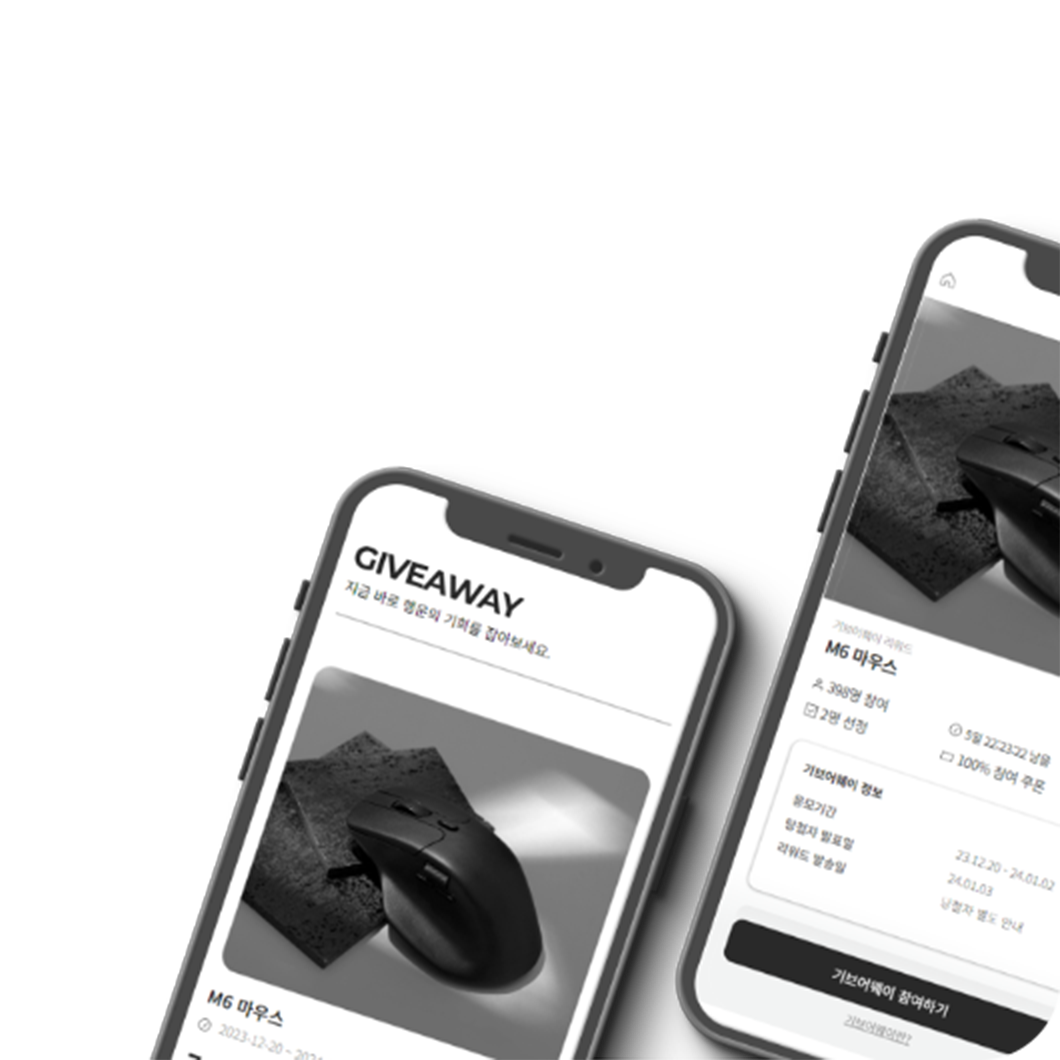 GIVEAWAY
지금 바로 행운의 기회를 잡아보세요.
M6 마우스
2023-12-20 ~
기브어웨이 리워드
M6 마우스
398명 참여
5일 22:23:22 남음
2명 선정
100% 참여 쿠폰
기브어웨이 정보
응모기간
23.12.20 - 24.01.02
당첨자 발표일
24.01.03
리워드 발송일
당첨자 별도 안내
기브어웨이 참여하기
기브어웨이란?